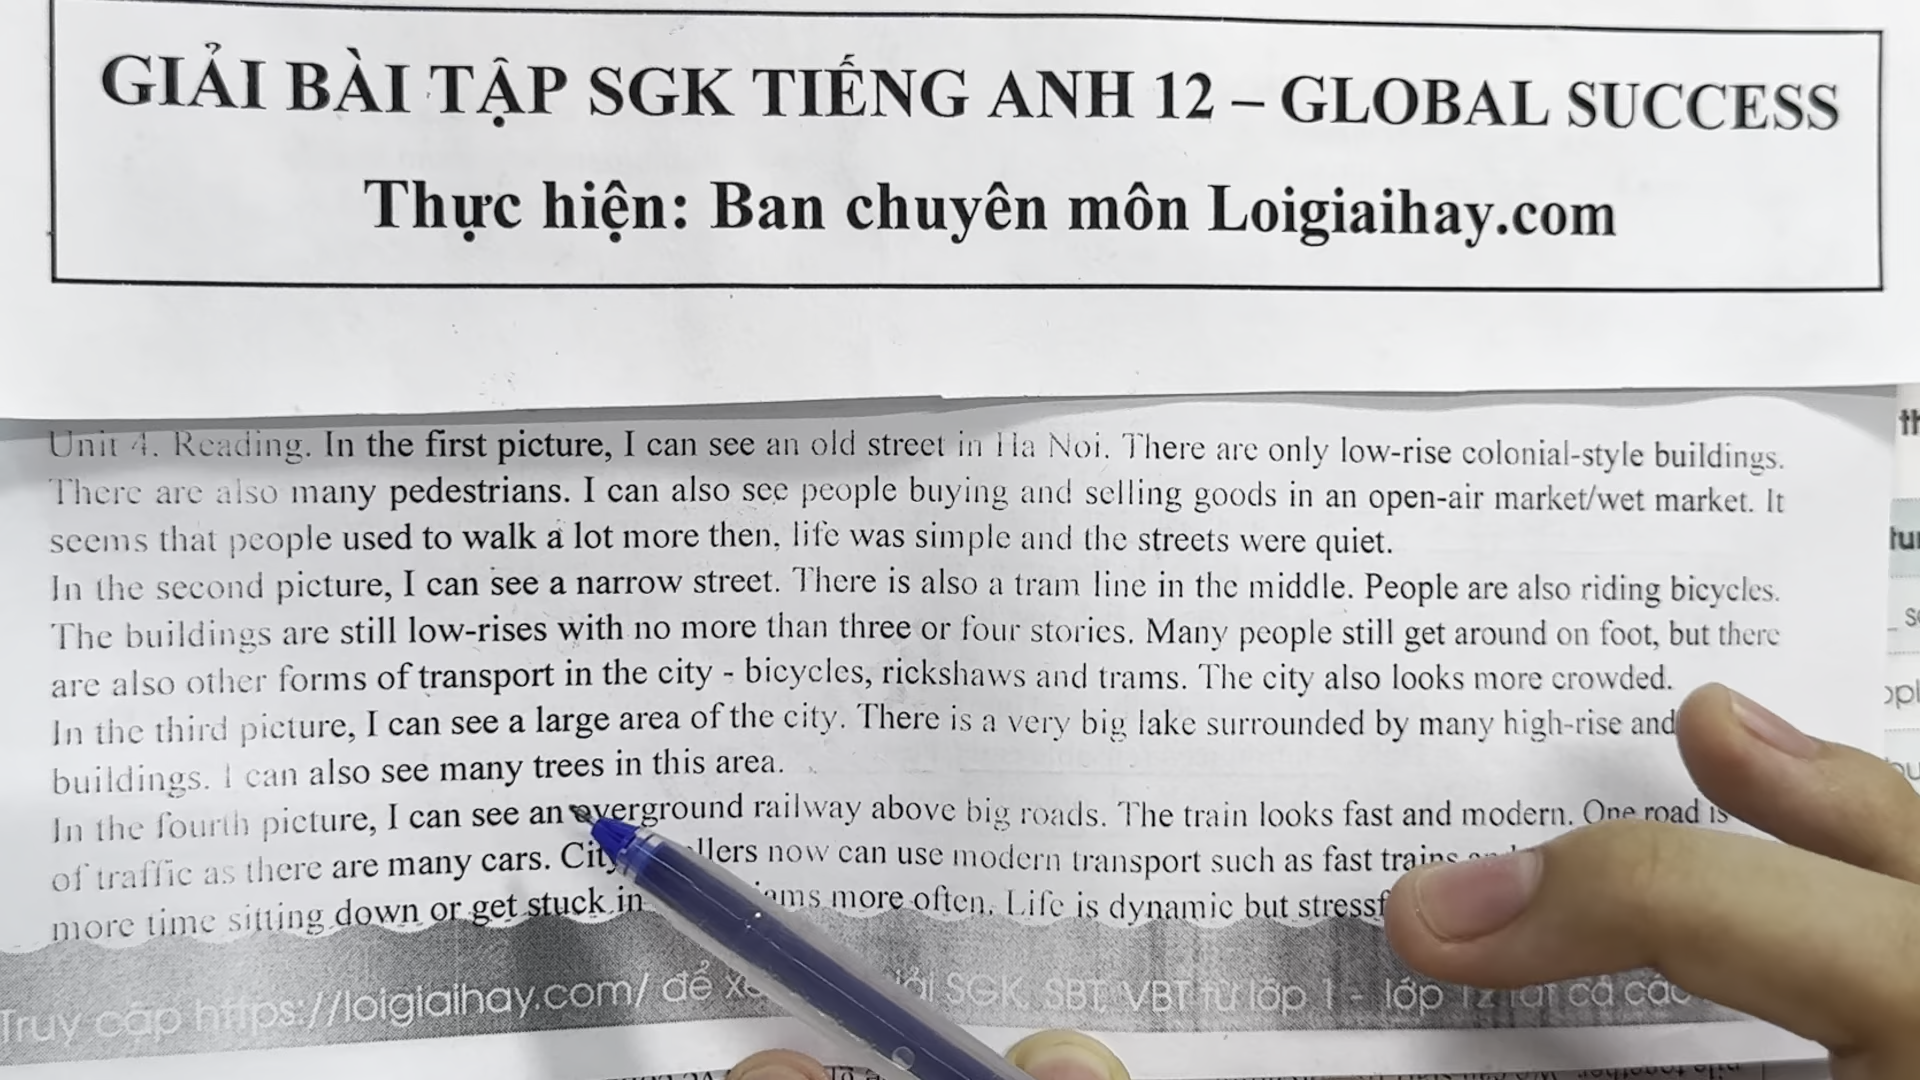 GIẢI BÀI TẬP SGK TIẾNG ANH 12 – GLOBAL SUCCESS
Thực hiện: Ban chuyên môn Loigiaihay.com
Unit 4. Reading. In the first picture, I can see an old street in Ha Noi. There are only low-rise colonial-style buildings.
There are also many pedestrians. I can also see people buying and selling goods in an open-air market/wet market. It
seems that people used to walk a lot more then, life was simple and the streets were quiet.
In the second picture, I can see a narrow street. There is also a tram line in the middle. People are also riding bicycles.
The buildings are still low-rises with no more than three or four stories. Many people still get around on foot, but there
are also other forms of transport in the city - bicycles, rickshaws and trams. The city also looks more crowded.
In the third picture, I can see a large area of the city. There is a very big lake surrounded by many high-rise and
buildings. I can also see many trees in this area.
In the fourth picture, I can see an overground railway above big roads. The train looks fast and modern. One road is
of traffic as there are many cars. City now can use modern transport such as fast trains
more time sitting down or get stuck in more often. Life is dynamic but
Truy cập https://loigiaihay.com/ để SGK, SBT, VBT từ lớp 1 - lớp 12